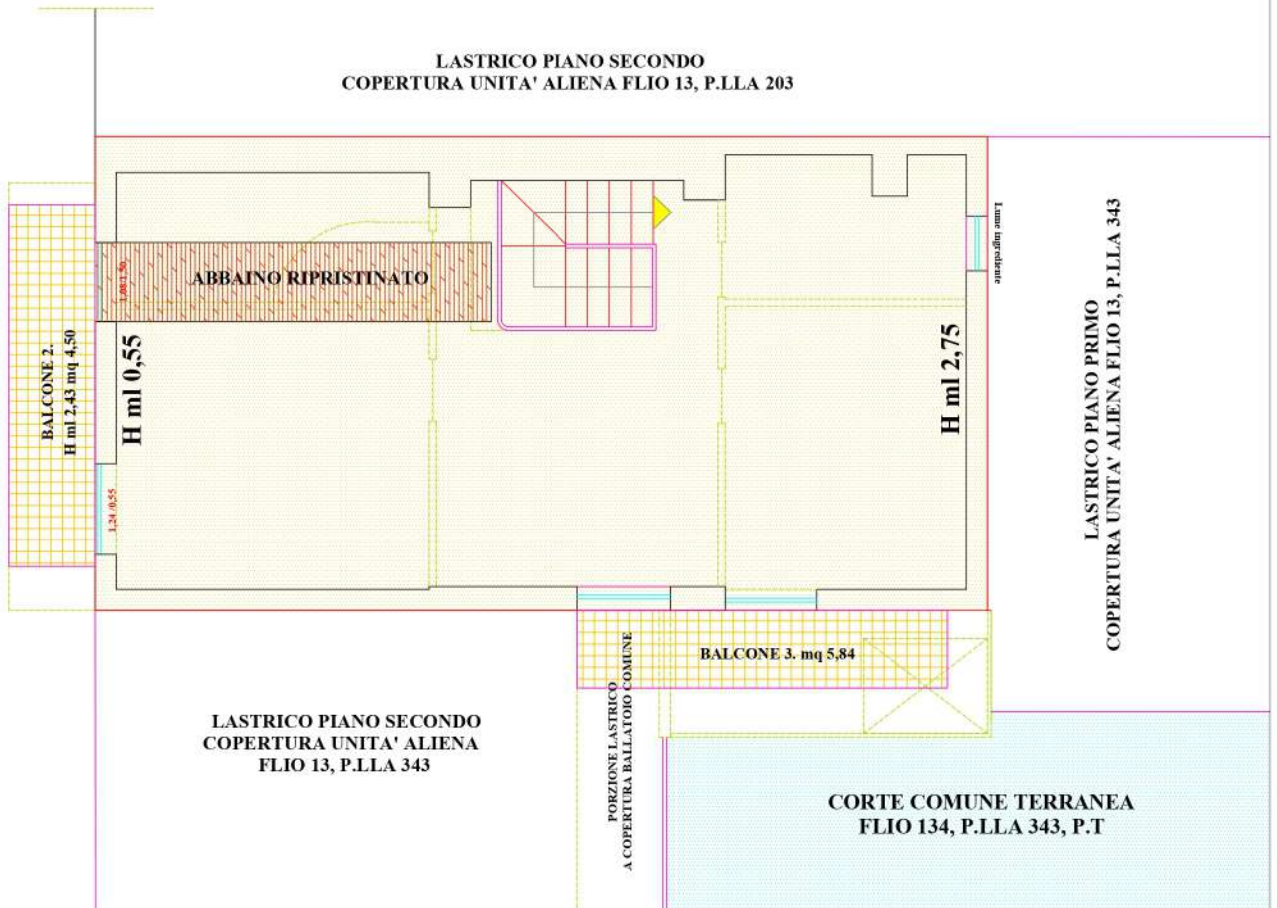 LASTRICO PIANO SECONDO
COPERTURA UNITA' ALIENA FLIO 13, P.LLA 203
ABBAINO RIPRISTINATO
1,08/1,50
BALCONE 2.
H ml 2,43 mq 4,50
H ml 0,55
1,24 /0,55
H ml 2,75
Lume ingrediente
LASTRICO PIANO PRIMO
COPERTURA UNITA' ALIENA FLIO 13, P.LLA 343
BALCONE 3. mq 5,84
PORZIONE LASTRICO
A COPERTURA BALLATOIO COMUNE
LASTRICO PIANO SECONDO
COPERTURA UNITA' ALIENA
FLIO 13, P.LLA 343
CORTE COMUNE TERRANEA
FLIO 134, P.LLA 343, P.T